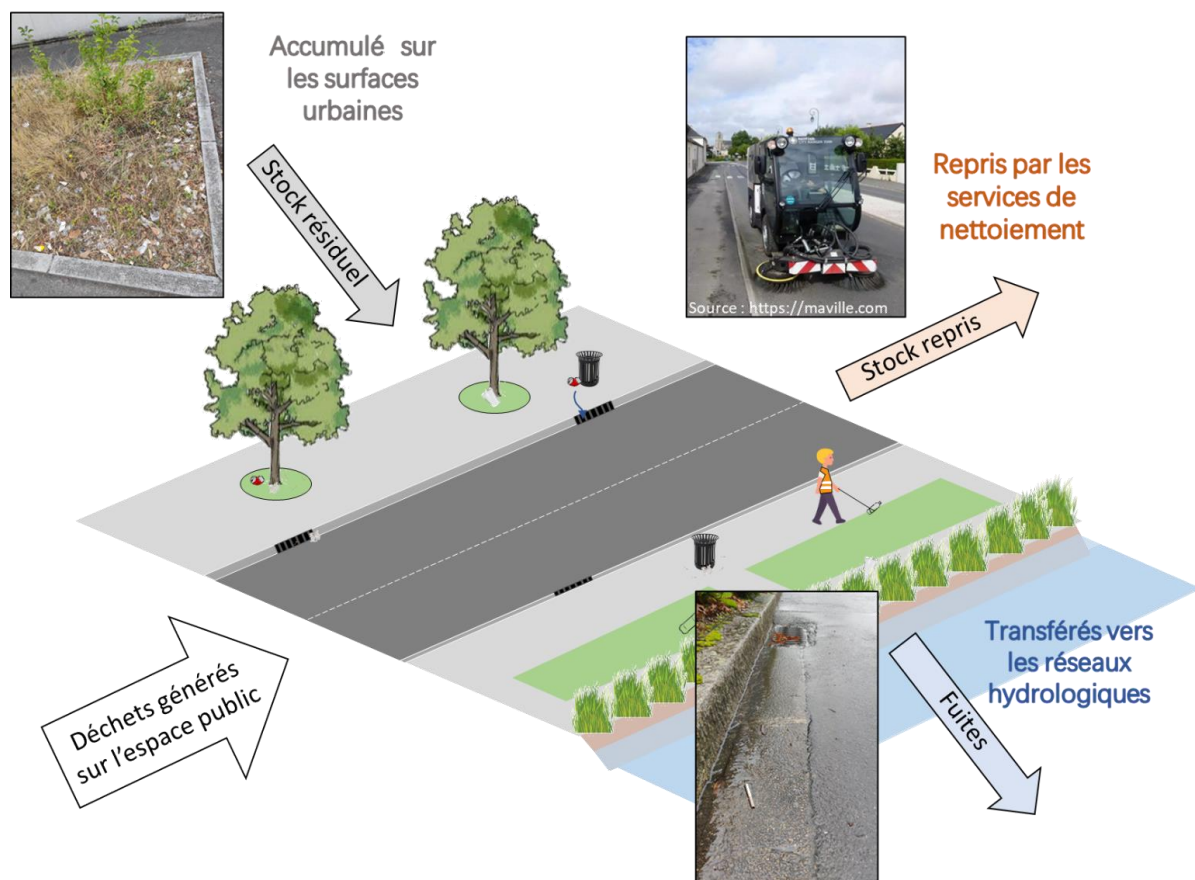 Accumulé sur
les surfaces
urbaines
Stock résiduel
Source : https://maville.com
Repris par les
services de
nettoiement
Stock repris
Déchets générés
sur l'espace public
Transférés vers
les réseaux
hydrologiques
Fuites